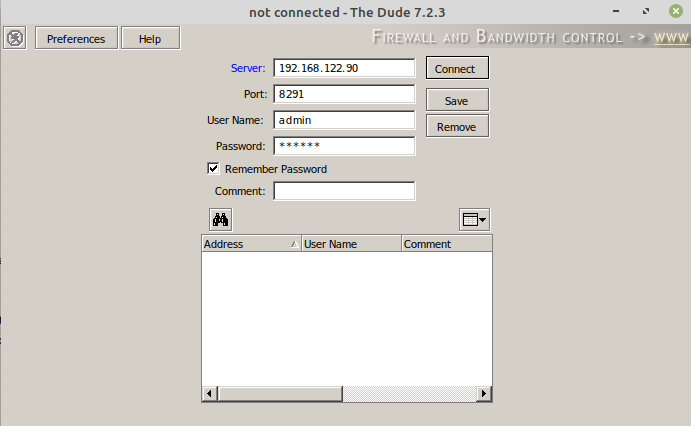 not connected - The Dude 7.2.3
Preferences Help Firewall and Bandwidth control -> www
Server: 192.168.122.90 Connect
Port: 8291 Save
User Name: admin Remove
Password: ******
Remember Password
Comment:
Address User Name Comment